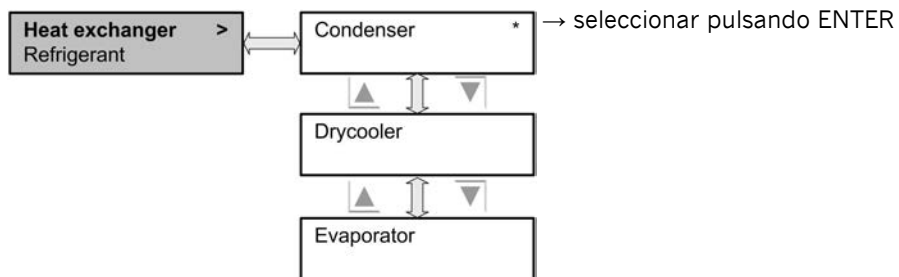 Heat exchanger >
Refrigerant
Condenser *
→ seleccionar pulsando ENTER
Drycooler
Evaporator